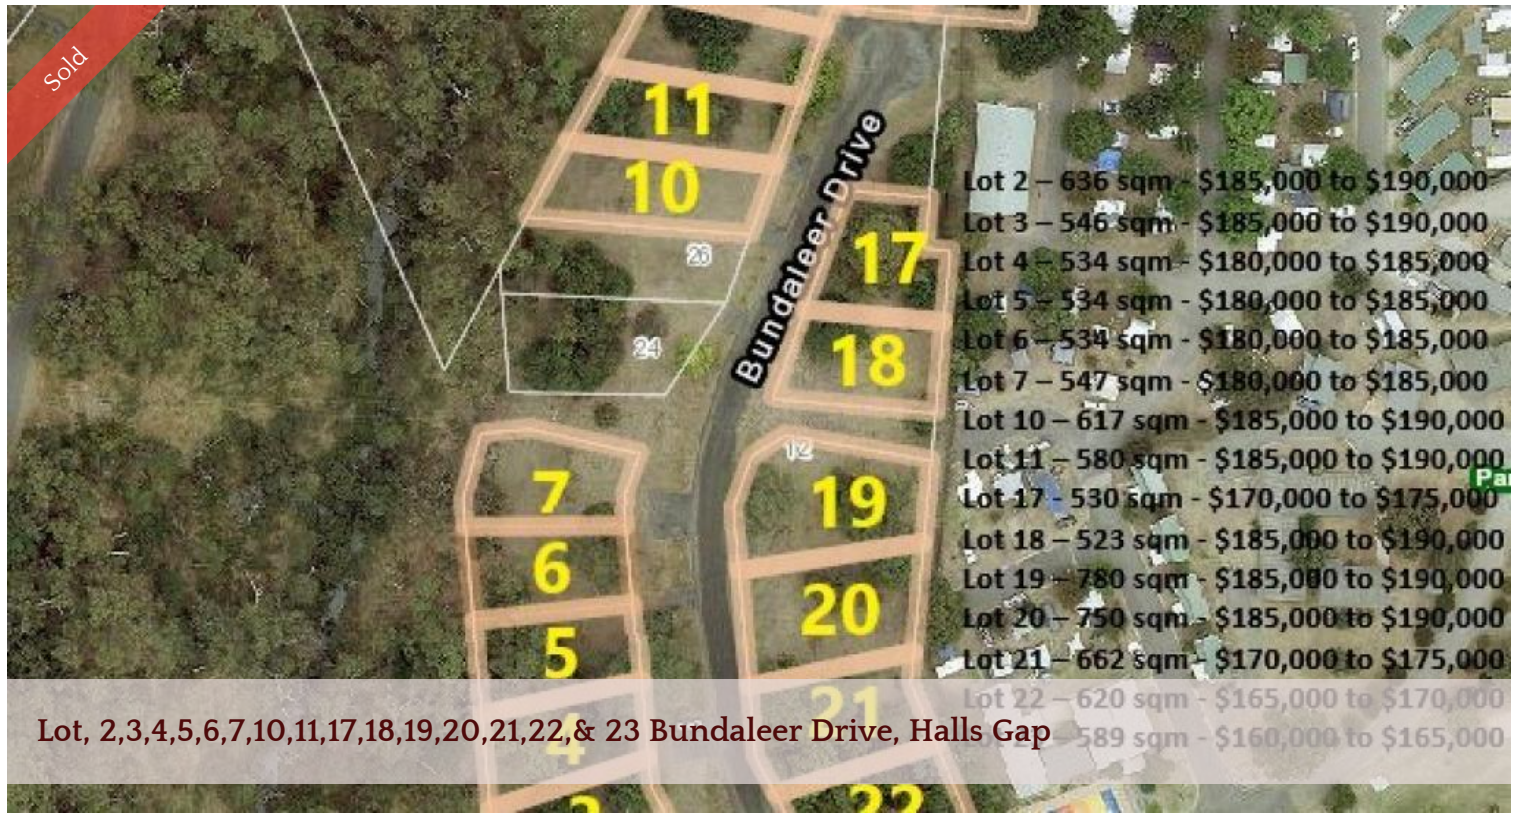 Sold
11
10
26
24
Bundaleer Drive
17
18
12
19
20
7
6
5
4
21
22
Lot 2 – 636 sqm - $185,000 to $190,000
Lot 3 – 546 sqm - $185,000 to $190,000
Lot 4 – 534 sqm - $180,000 to $185,000
Lot 5 – 534 sqm - $180,000 to $185,000
Lot 6 – 534 sqm - $180,000 to $185,000
Lot 7 – 547 sqm - $180,000 to $185,000
Lot 10 – 617 sqm - $185,000 to $190,000
Lot 11 – 580 sqm - $185,000 to $190,000
Lot 17 - 530 sqm - $170,000 to $175,000
Lot 18 – 523 sqm - $185,000 to $190,000
Lot 19 – 780 sqm - $185,000 to $190,000
Lot 20 – 750 sqm - $185,000 to $190,000
Lot 21 – 662 sqm - $170,000 to $175,000
Lot 22 – 620 sqm - $165,000 to $170,000
589 sqm - $160,000 to $165,000
Lot, 2,3,4,5,6,7,10,11,17,18,19,20,21,22,& 23 Bundaleer Drive, Halls Gap